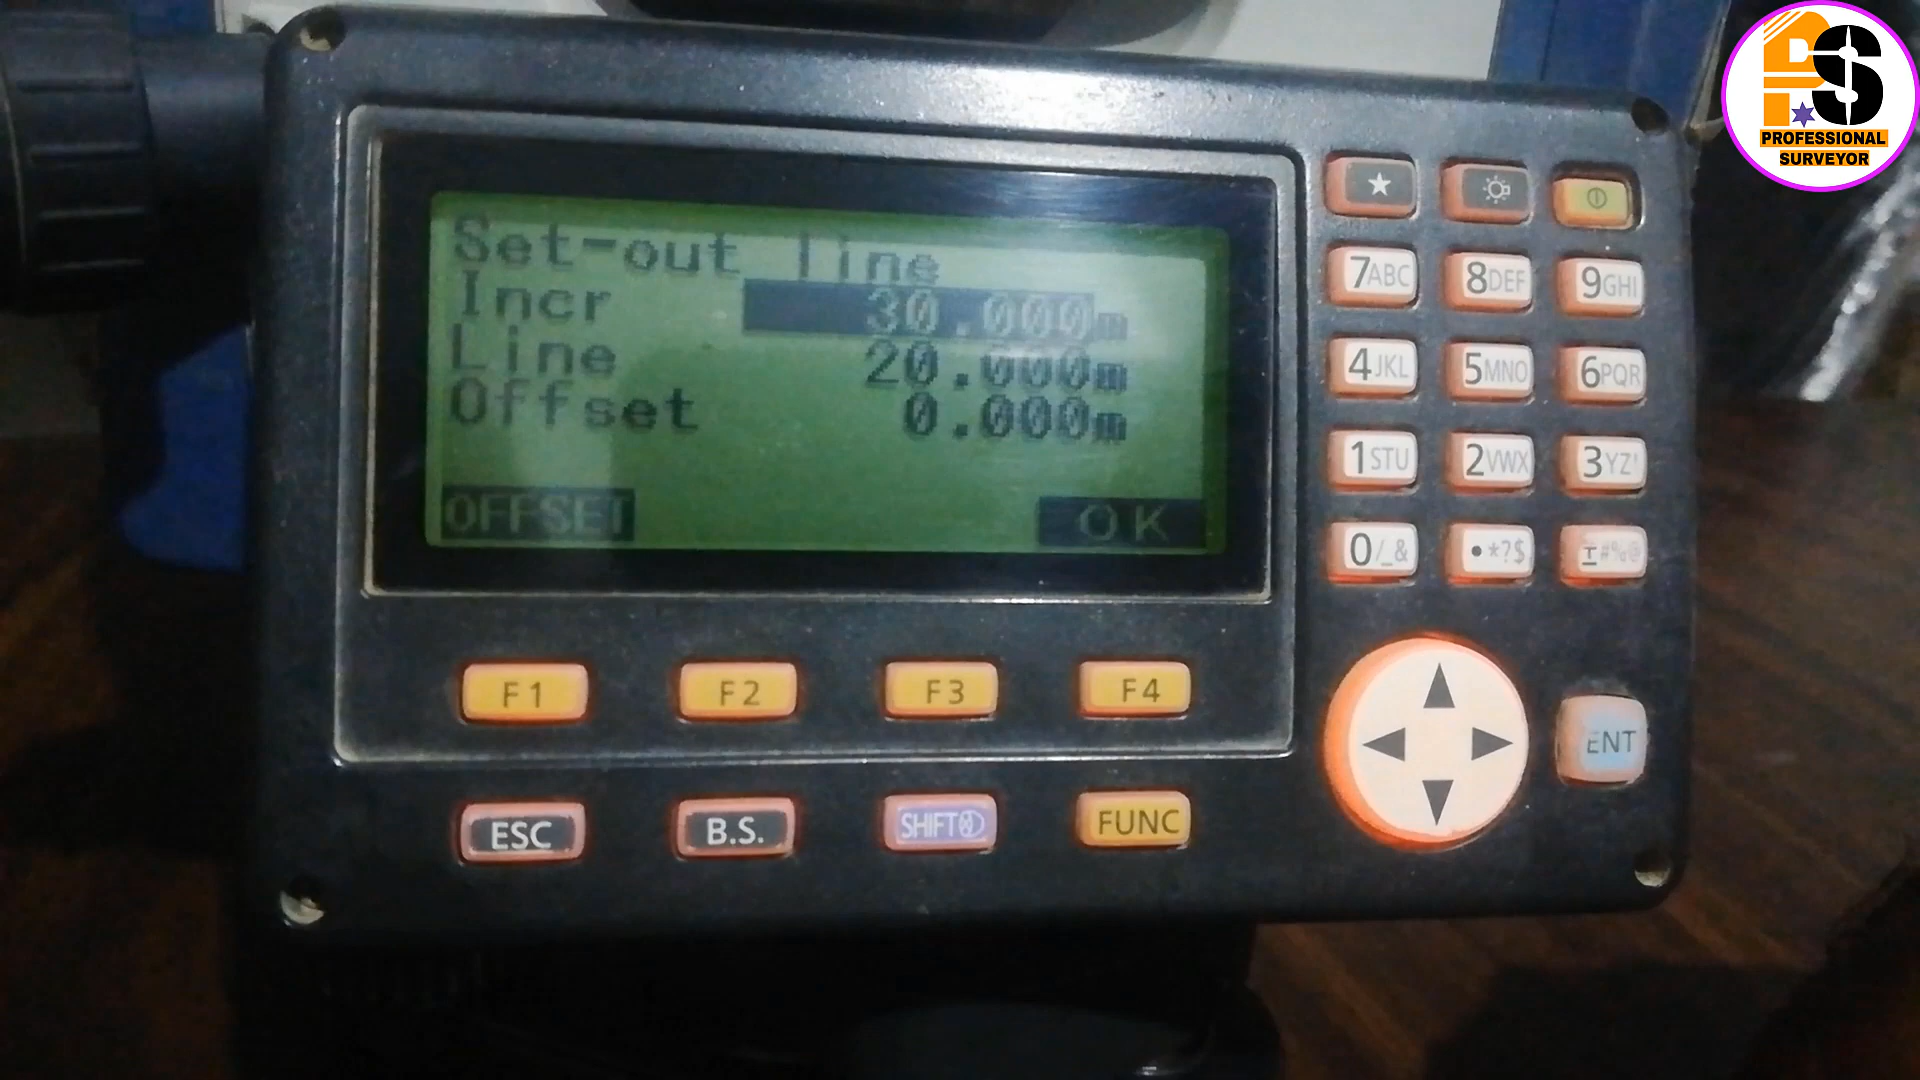 PS
PROFESSIONAL
SURVEYOR
Set-out line
Incr 30.000m
Line 20.000m
Offset 0.000m
OFFSET OK
7ABC 8DEF 9GHI
4JKL 5MNO 6PQR
1STU 2VWX 3YZ'
0/_& •*?$ ±#%@
F1 F2 F3 F4
ENT
ESC B.S. SHIFT FUNC